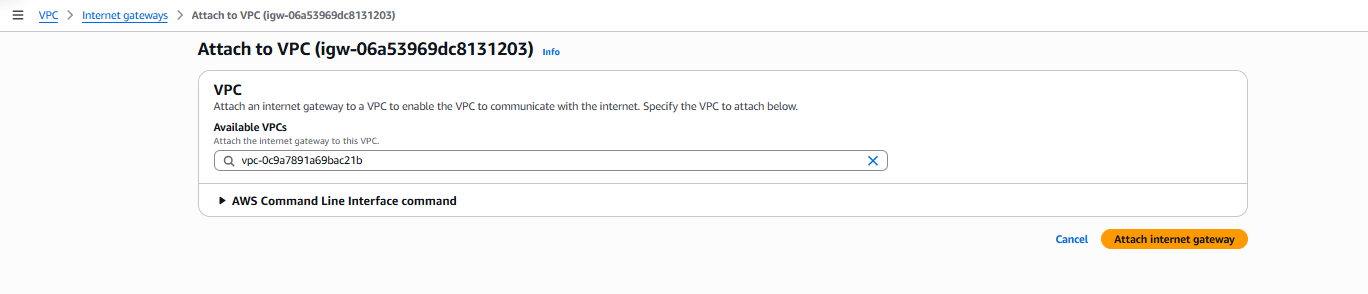 VPC > Internet gateways > Attach to VPC (igw-06a53969dc8131203)
Attach to VPC (igw-06a53969dc8131203) Info
VPC
Attach an internet gateway to a VPC to enable the VPC to communicate with the internet. Specify the VPC to attach below.
Available VPCs
Attach the internet gateway to this VPC.
vpc-0c9a7891a69bac21b
AWS Command Line Interface command
Cancel Attach internet gateway